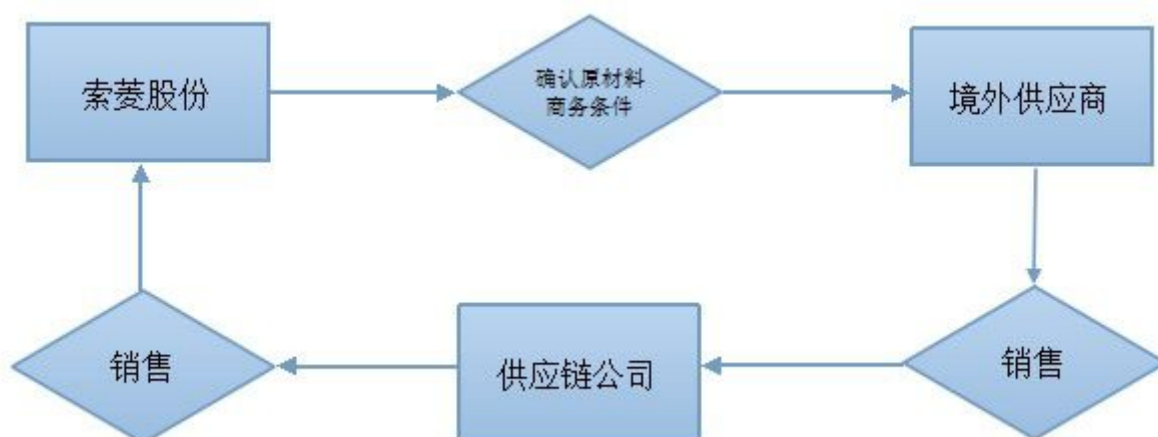 索菱股份
确认原材料
商务条件
境外供应商
销售
供应链公司
销售